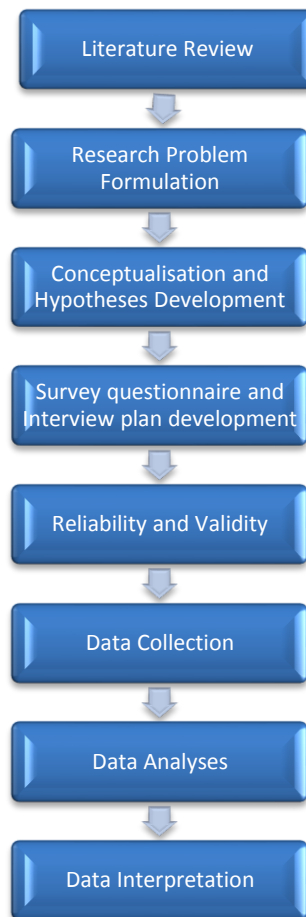 Literature Review
Research Problem
Formulation
Conceptualisation and
Hypotheses Development
Survey questionnaire and
Interview plan development
Reliability and Validity
Data Collection
Data Analyses
Data Interpretation